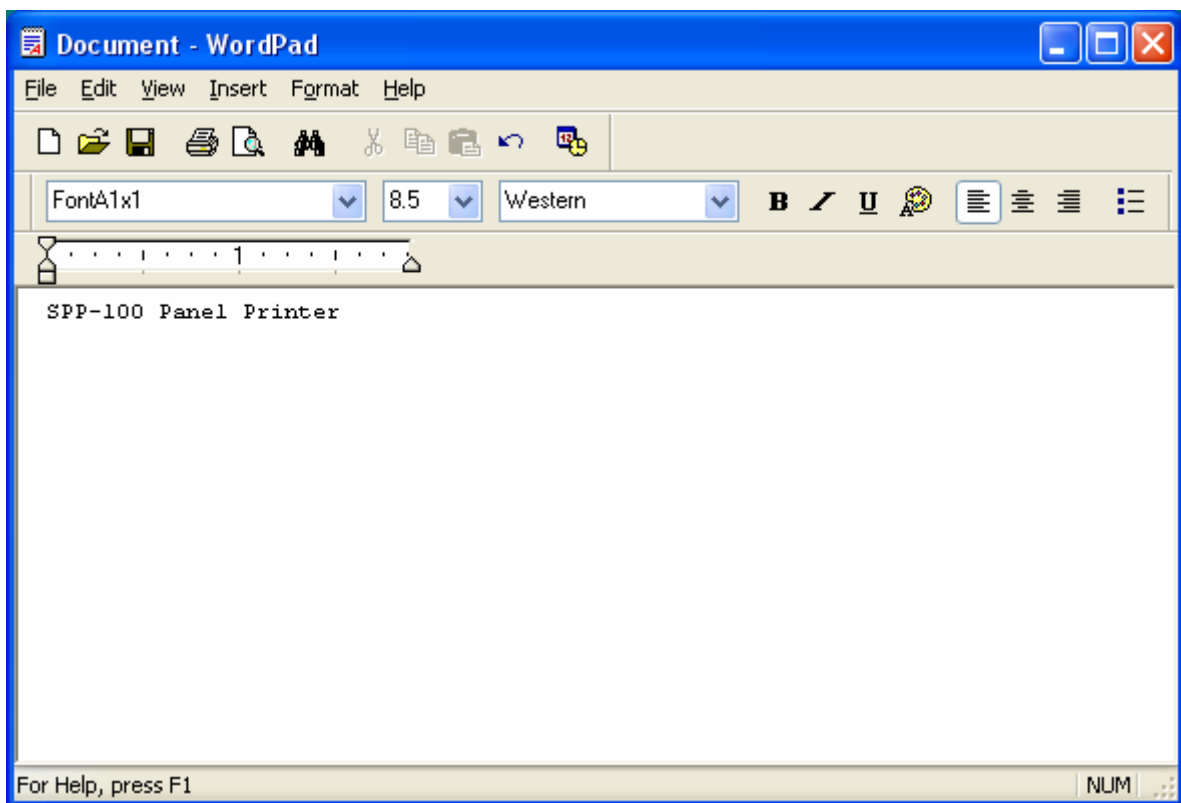 Document - WordPad
File Edit View Insert Format Help
FontA1x1 8.5 Western B U
1
SPP-100 Panel Printer
For Help, press F1 NUM